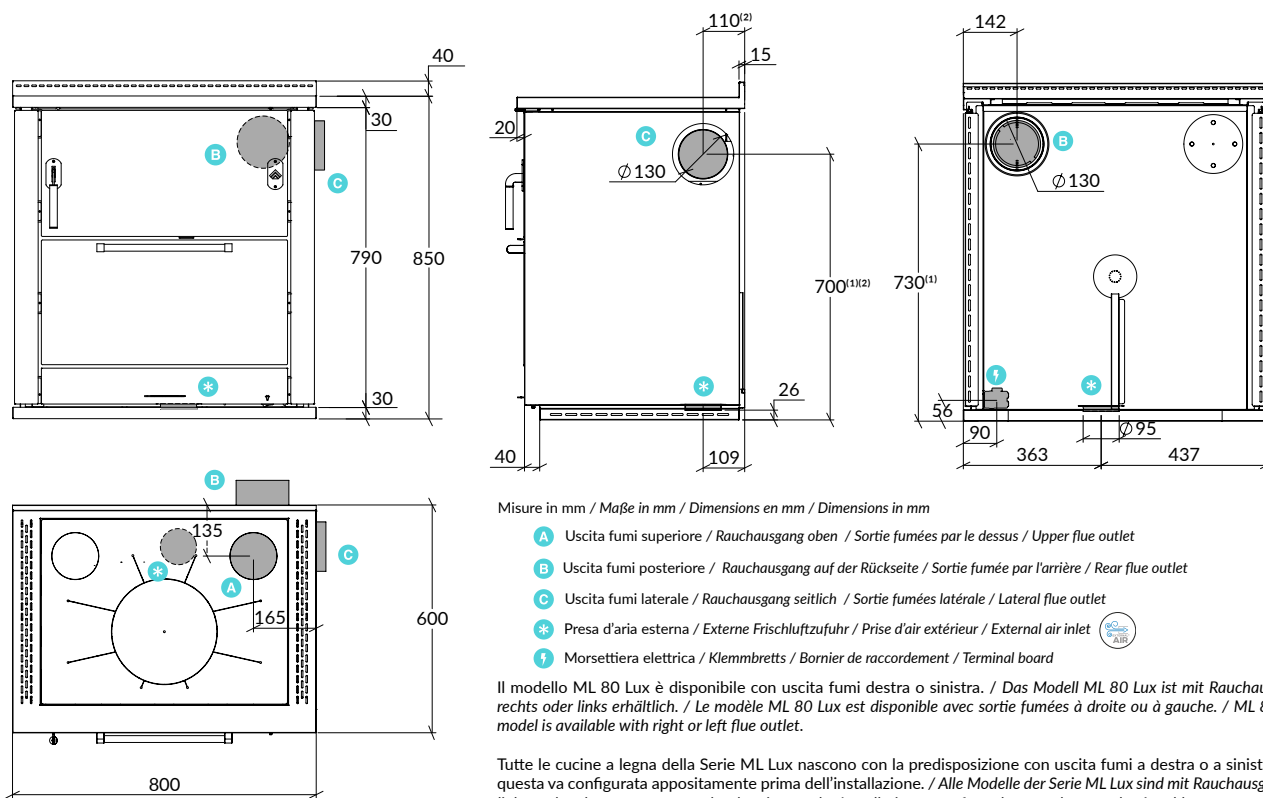 40
30
B
C
790
850
30
110⁽²⁾
15
20
C
Ø 130
700⁽¹⁾⁽²⁾
26
40
109
142
B
Ø 130
730⁽¹⁾
56
90
Ø 95
363
437
B
135
C
A
165
600
800
Misure in mm / Maße in mm / Dimensions en mm / Dimensions in mm
A Uscita fumi superiore / Rauchausgang oben / Sortie fumées par le dessus / Upper flue outlet
B Uscita fumi posteriore / Rauchausgang auf der Rückseite / Sortie fumée par l'arrière / Rear flue outlet
C Uscita fumi laterale / Rauchausgang seitlich / Sortie fumées latérale / Lateral flue outlet
* Presa d'aria esterna / Externe Frischluftzufuhr / Prise d'air extérieur / External air inlet AIR
Morsettiera elettrica / Klemmbretts / Bornier de raccordement / Terminal board
Il modello ML 80 Lux è disponibile con uscita fumi destra o sinistra. / Das Modell ML 80 Lux ist mit Rauchau
rechts oder links erhältlich. / Le modèle ML 80 Lux est disponible avec sortie fumées à droite ou à gauche. / ML 8
model is available with right or left flue outlet.
Tutte le cucine a legna della Serie ML Lux nascono con la predisposizione con uscita fumi a destra o a sinist
questa va configurata appositamente prima dell'installazione. / Alle Modelle der Serie ML Lux sind mit Rauchausg